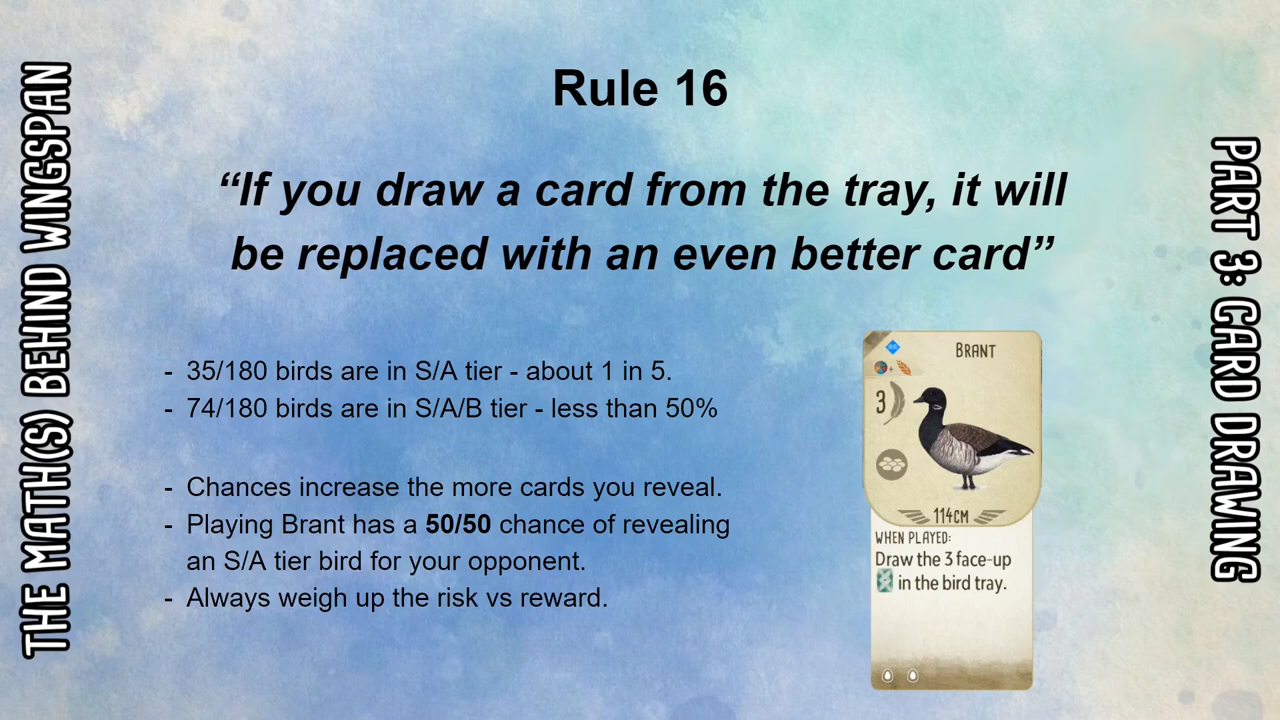 THE MATH(S) BEHIND WINGSPAN
Rule 16
“If you draw a card from the tray, it will
be replaced with an even better card”
- 35/180 birds are in S/A tier - about 1 in 5.
- 74/180 birds are in S/A/B tier - less than 50%
- Chances increase the more cards you reveal.
- Playing Brant has a 50/50 chance of revealing
an S/A tier bird for your opponent.
- Always weigh up the risk vs reward.
BRANT
+
3
114CM
WHEN PLAYED:
Draw the 3 face-up
in the bird tray.
PART 3: CARD DRAWING